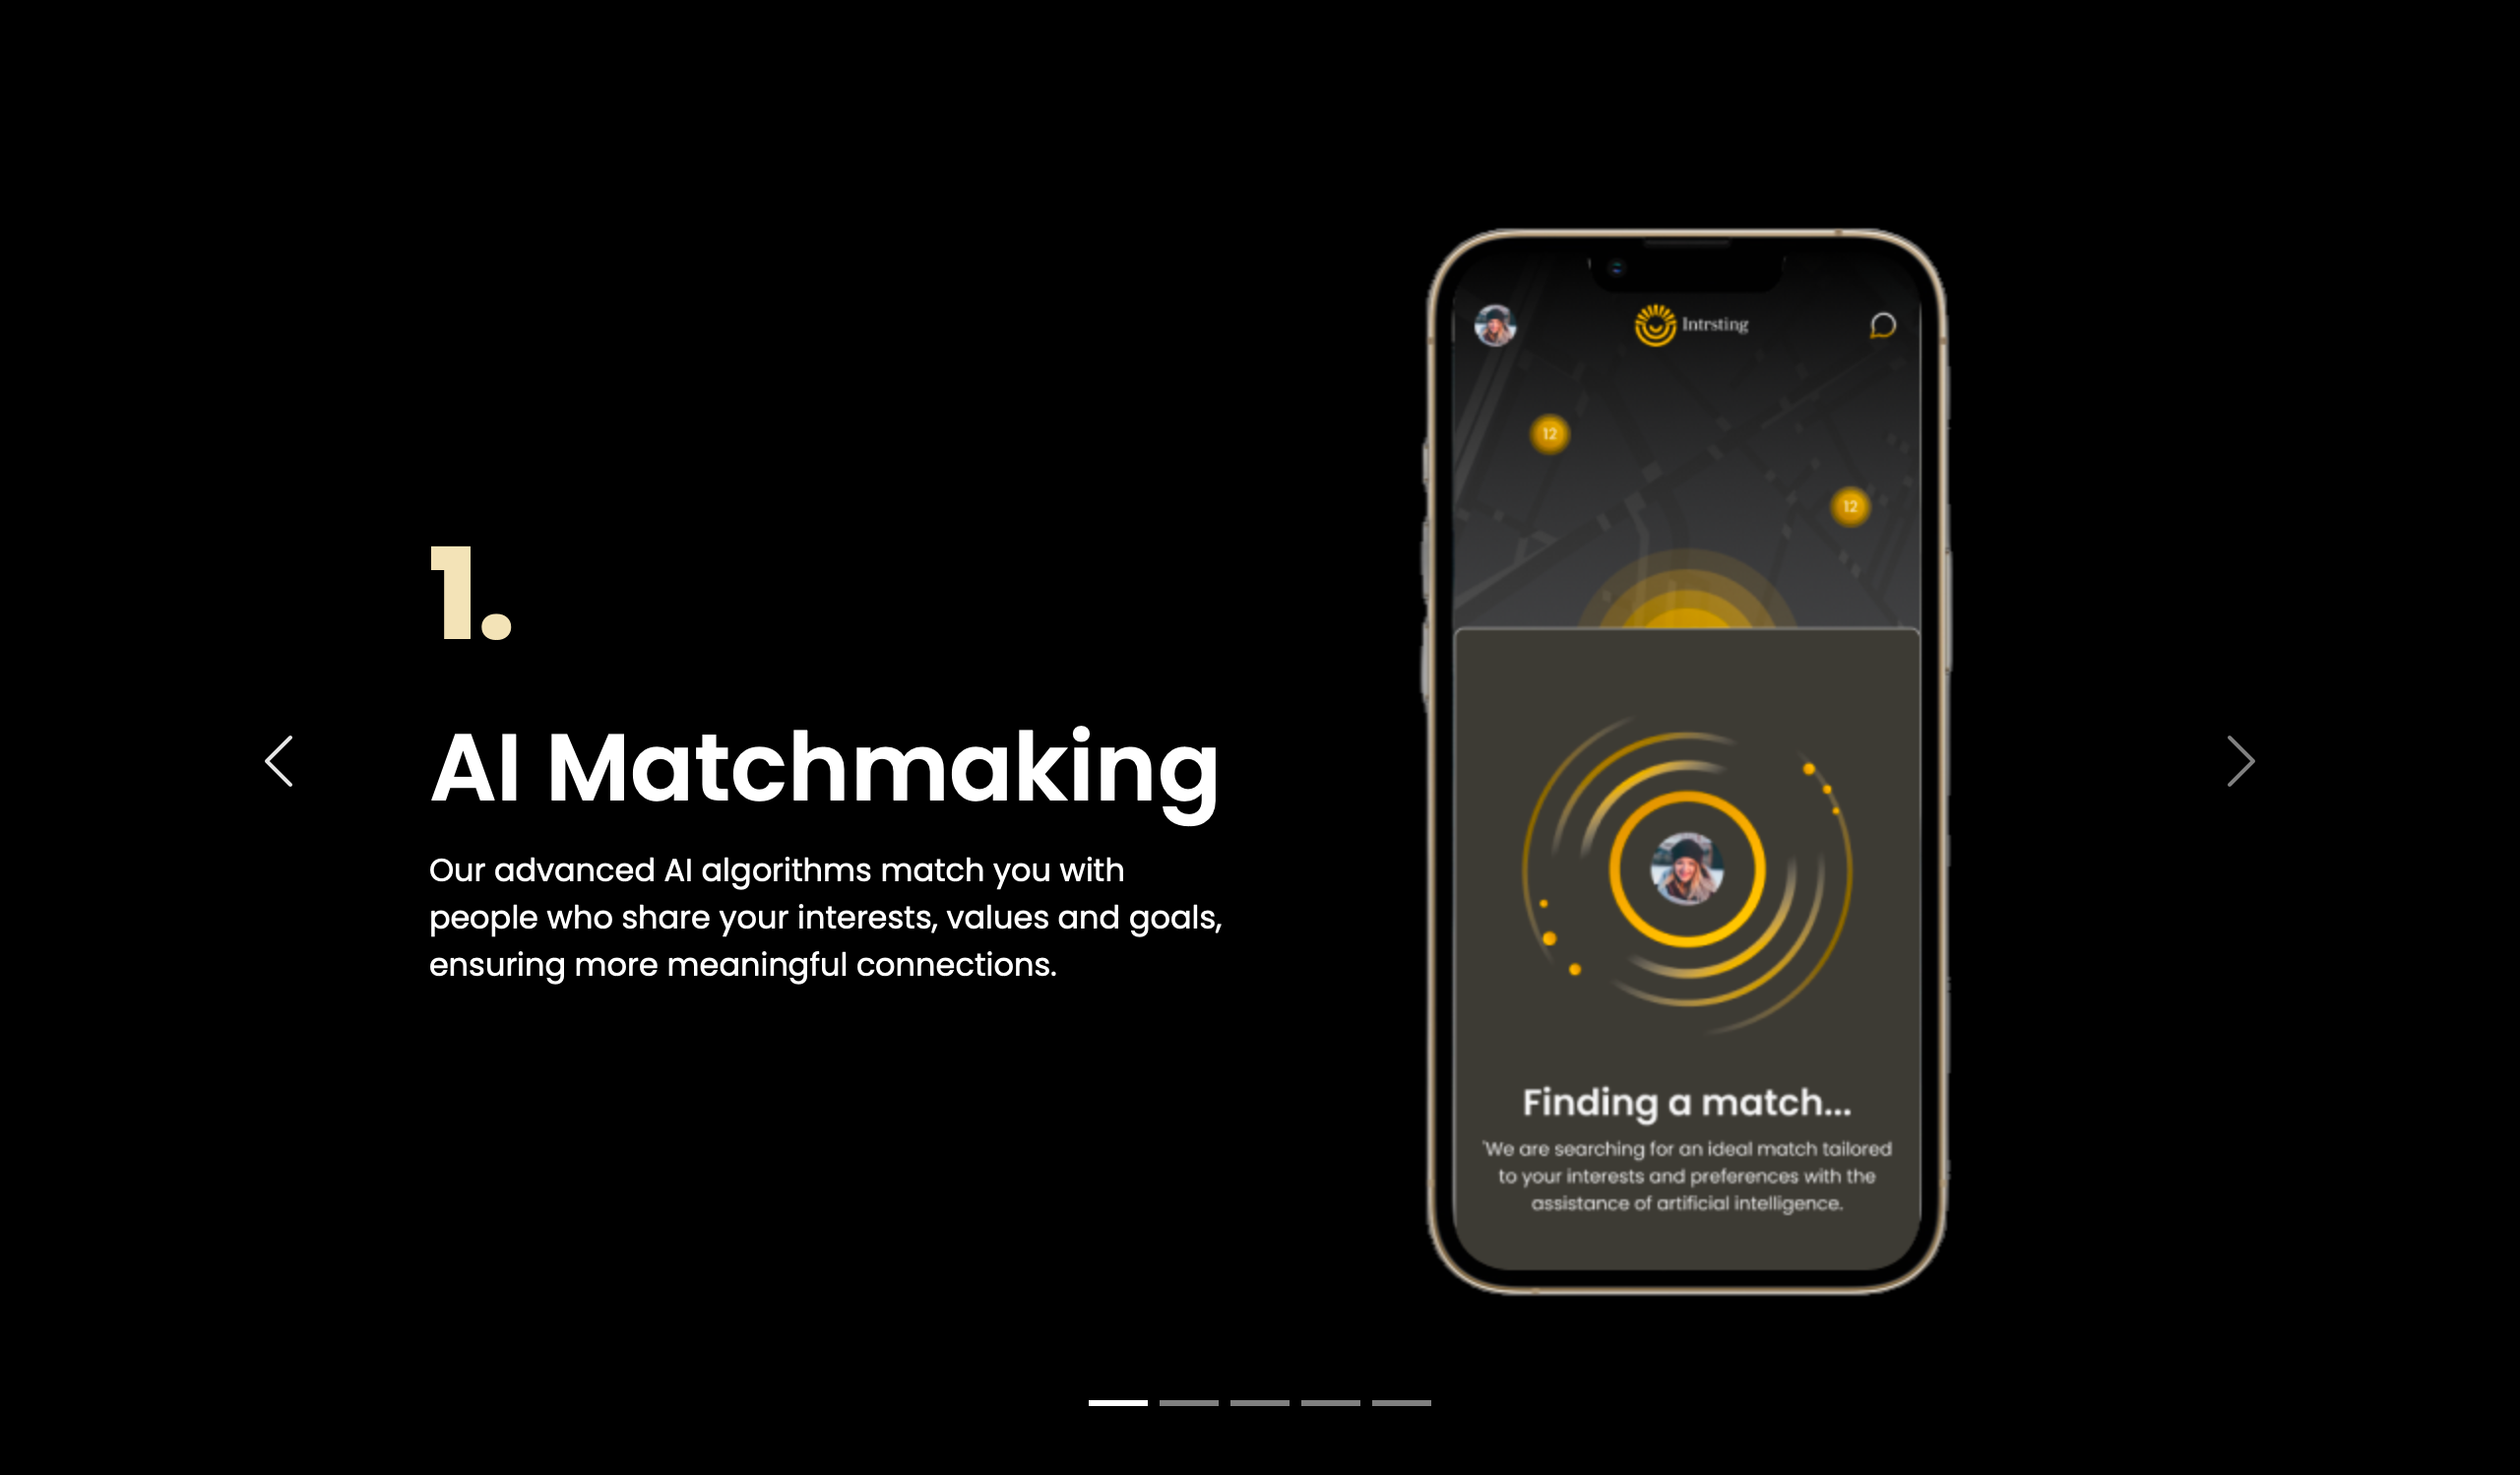 1.
AI Matchmaking
Our advanced AI algorithms match you with
people who share your interests, values and goals,
ensuring more meaningful connections.
Intrsting
12
12
Finding a match...
'We are searching for an ideal match tailored
to your interests and preferences with the
assistance of artificial intelligence.